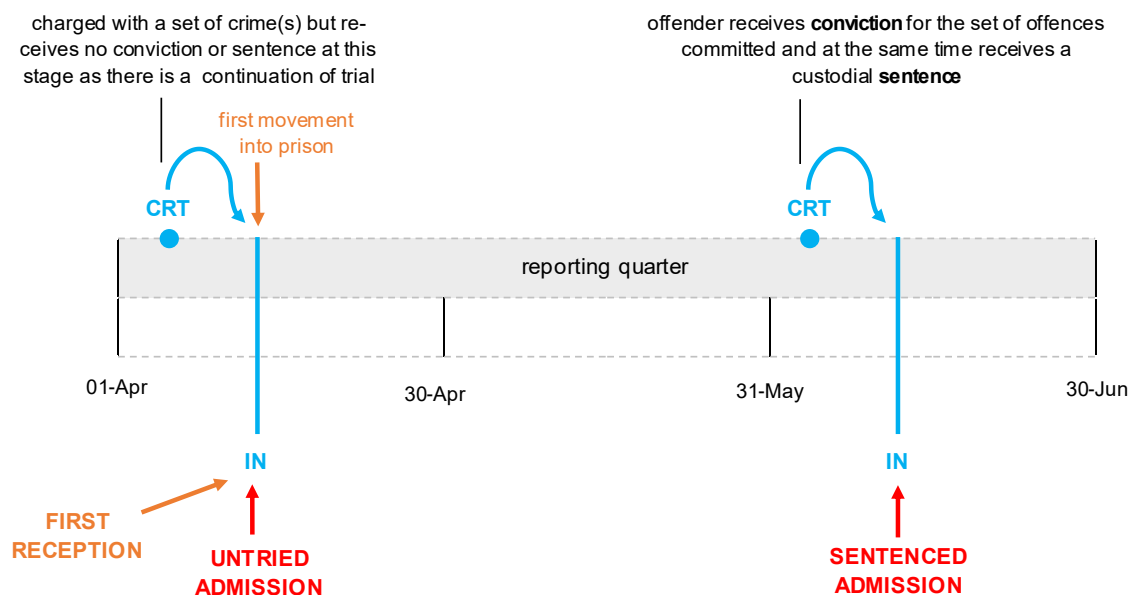 charged with a set of crime(s) but re-
ceives no conviction or sentence at this
stage as there is a continuation of trial
offender receives conviction for the set of offences
committed and at the same time receives a
custodial sentence
first movement
into prison
CRT
CRT
reporting quarter
01-Apr
30-Apr
31-May
30-Jun
IN
IN
FIRST
RECEPTION
UNTRIED
ADMISSION
SENTENCED
ADMISSION